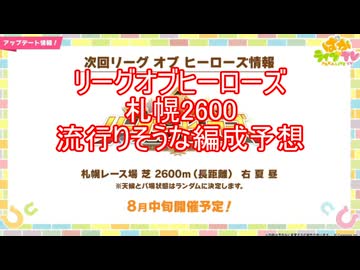 アップデート情報!
ぱかライブTV
次回リーグ オブ ヒーローズ情報
リーグオブヒーローズ
札幌2600
流行りそうな編成予想
札幌レース場 芝 2600m(長距離) 右 夏 昼
※天候とバ場状態はランダムに決定します。
8月中旬開催予定!